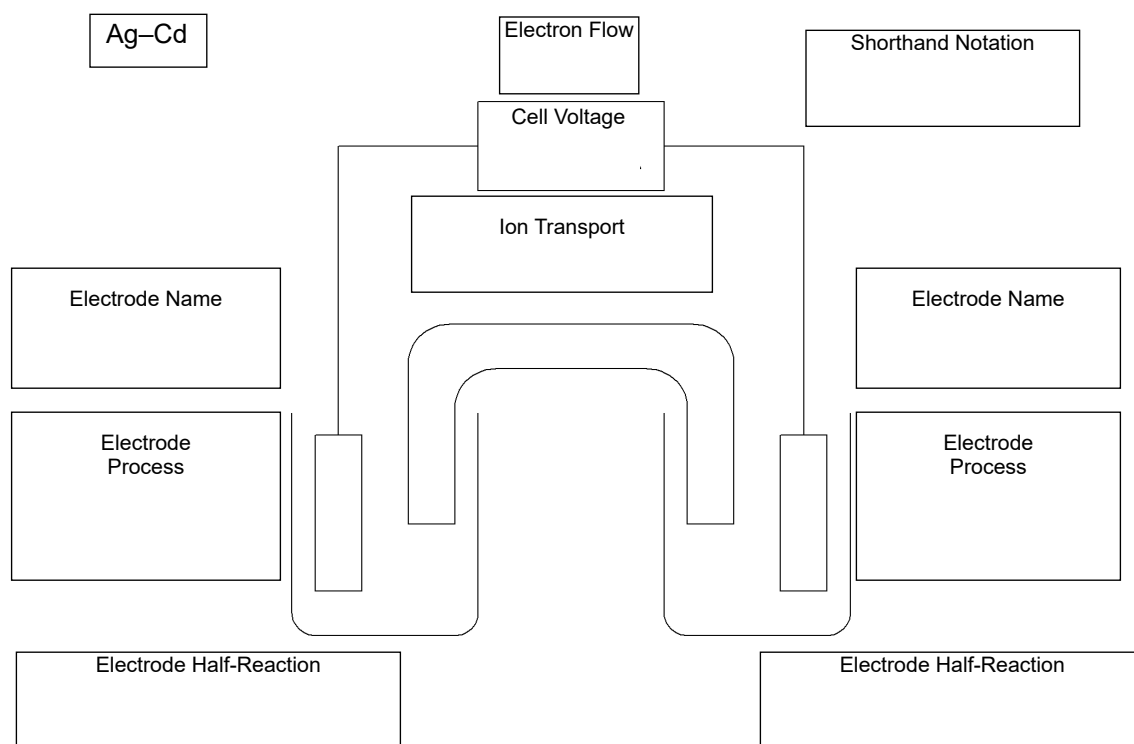 Ag–Cd
Electron Flow
Shorthand Notation
Cell Voltage
Ion Transport
Electrode Name
Electrode Name
Electrode
Process
Electrode
Process
Electrode Half-Reaction
Electrode Half-Reaction